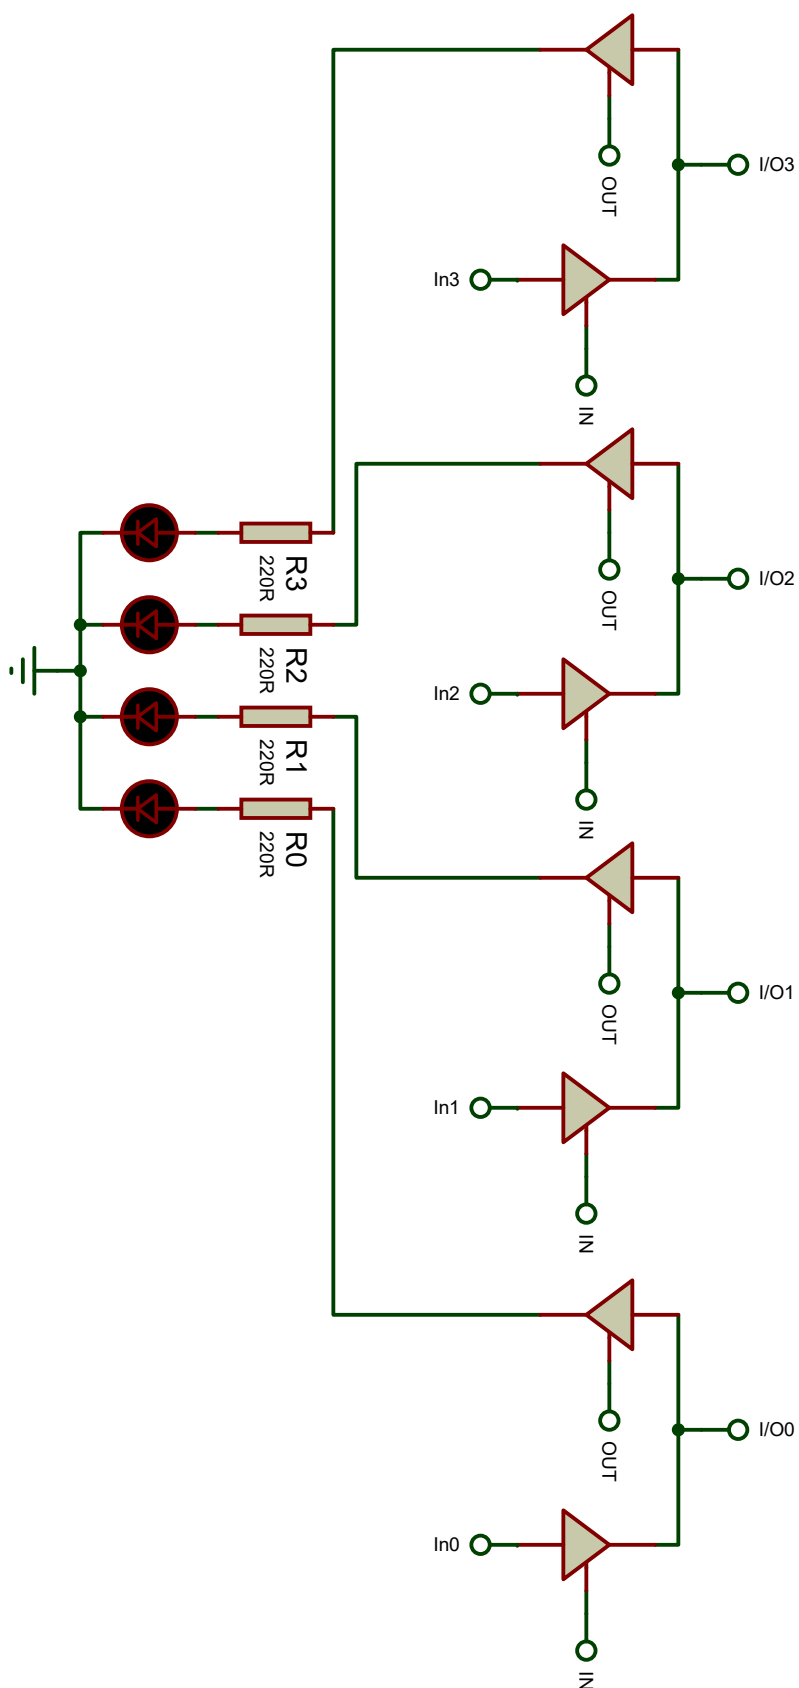 I/O3
OUT
In3
IN
I/O2
OUT
R3
220R
R2
220R
In2
R1
220R
IN
R0
220R
I/O1
OUT
In1
IN
I/O0
OUT
In0
IN